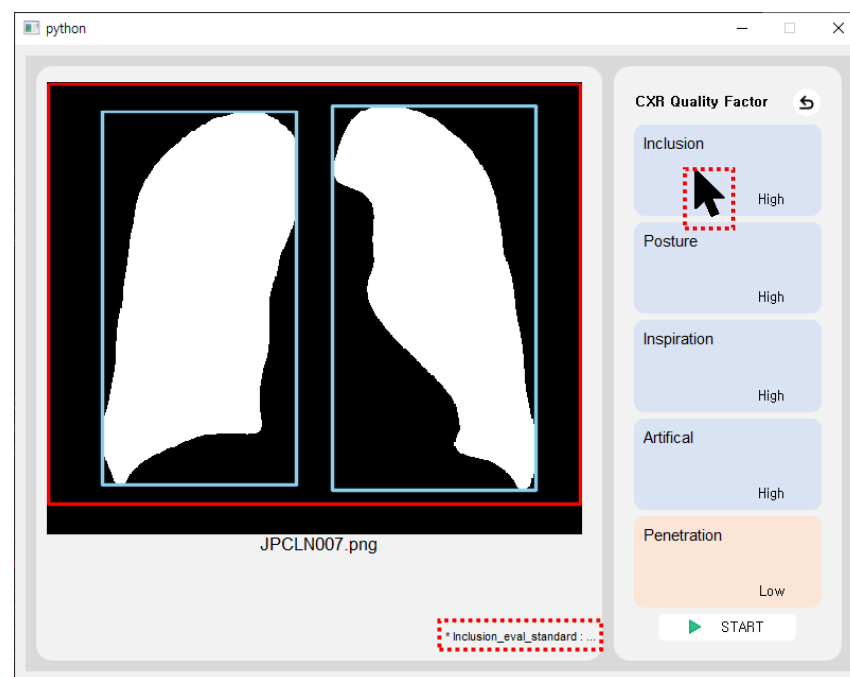 python
CXR Quality Factor
Inclusion
High
Posture
High
Inspiration
High
Artifical
High
Penetration
Low
START
JPCLN007.png
* Inclusion_eval_standard : ...